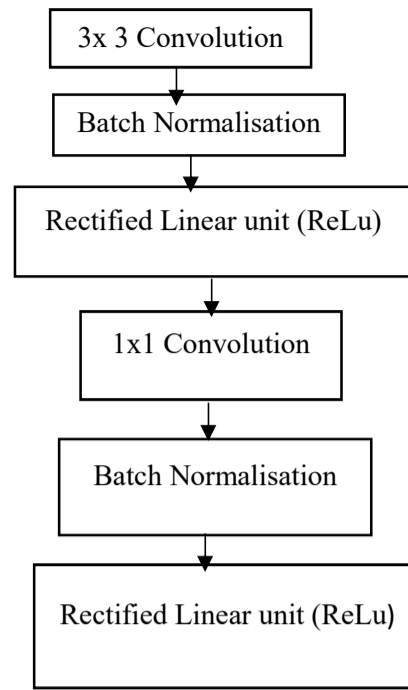 3x 3 Convolution
Batch Normalisation
Rectified Linear unit (ReLu)
1x1 Convolution
Batch Normalisation
Rectified Linear unit (ReLu)